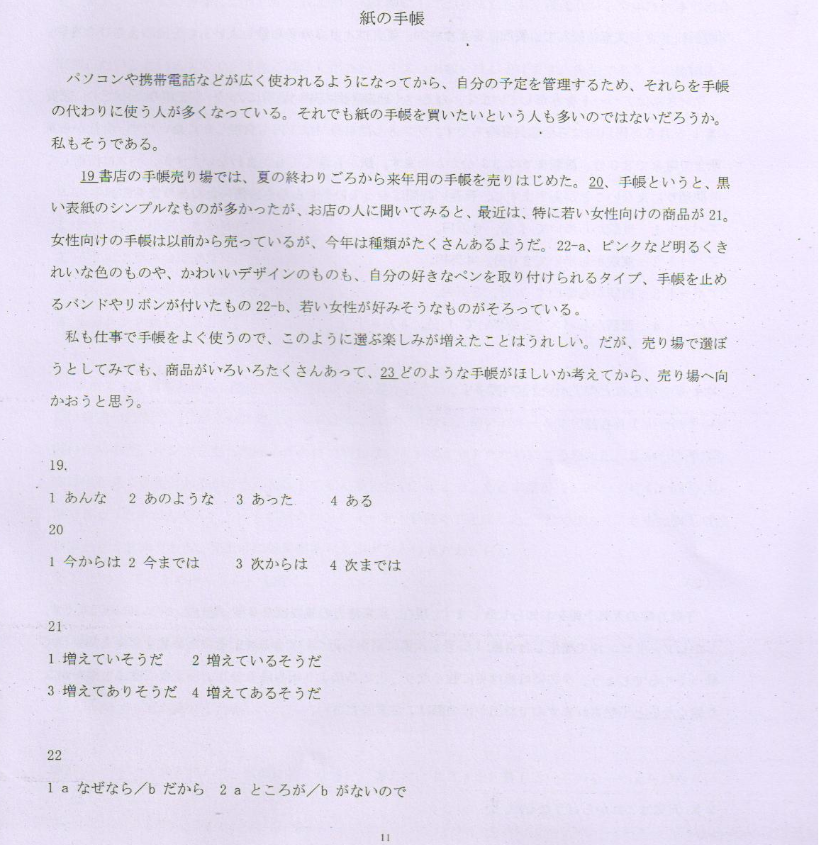 紙の手帳
パソコンや携帯電話などが広く使われるようになってから、自分の予定を管理するため、それらを手帳
の代わりに使う人が多くなっている。それでも紙の手帳を買いたいという人も多いのではないだろうか。
私もそうである。
19書店の手帳売り場では、夏の終わりごろから来年用の手帳を売りはじめた。20、手帳というと、黒
い表紙のシンプルなものが多かったが、お店の人に聞いてみると、最近は、特に若い女性向けの商品が 21。
女性向けの手帳は以前から売っているが、今年は種類がたくさんあるようだ。22-a、ピンクなど明るくき
れいな色のものや、かわいいデザインのものも、自分の好きなペンを取り付けられるタイプ、手帳を止め
るバンドやリボンが付いたもの 22-b、若い女性が好みそうなものがそろっている。
私も仕事で手帳をよく使うので、このように選ぶ楽しみが増えたことはうれしい。だが、売り場で選ぼ
うとしてみても、商品がいろいろたくさんあって、23どのような手帳がほしいか考えてから、売り場へ向
かおうと思う。
19.
1 あんな 2 あのような 3 あった 4 ある
20
1 今からは 2 今までは 3 次からは 4 次までは
21
1 増えていそうだ 2 増えているそうだ
3 増えてありそうだ 4 増えてあるそうだ
22
1 a なぜなら／b だから 2 a ところが／b がないので
11